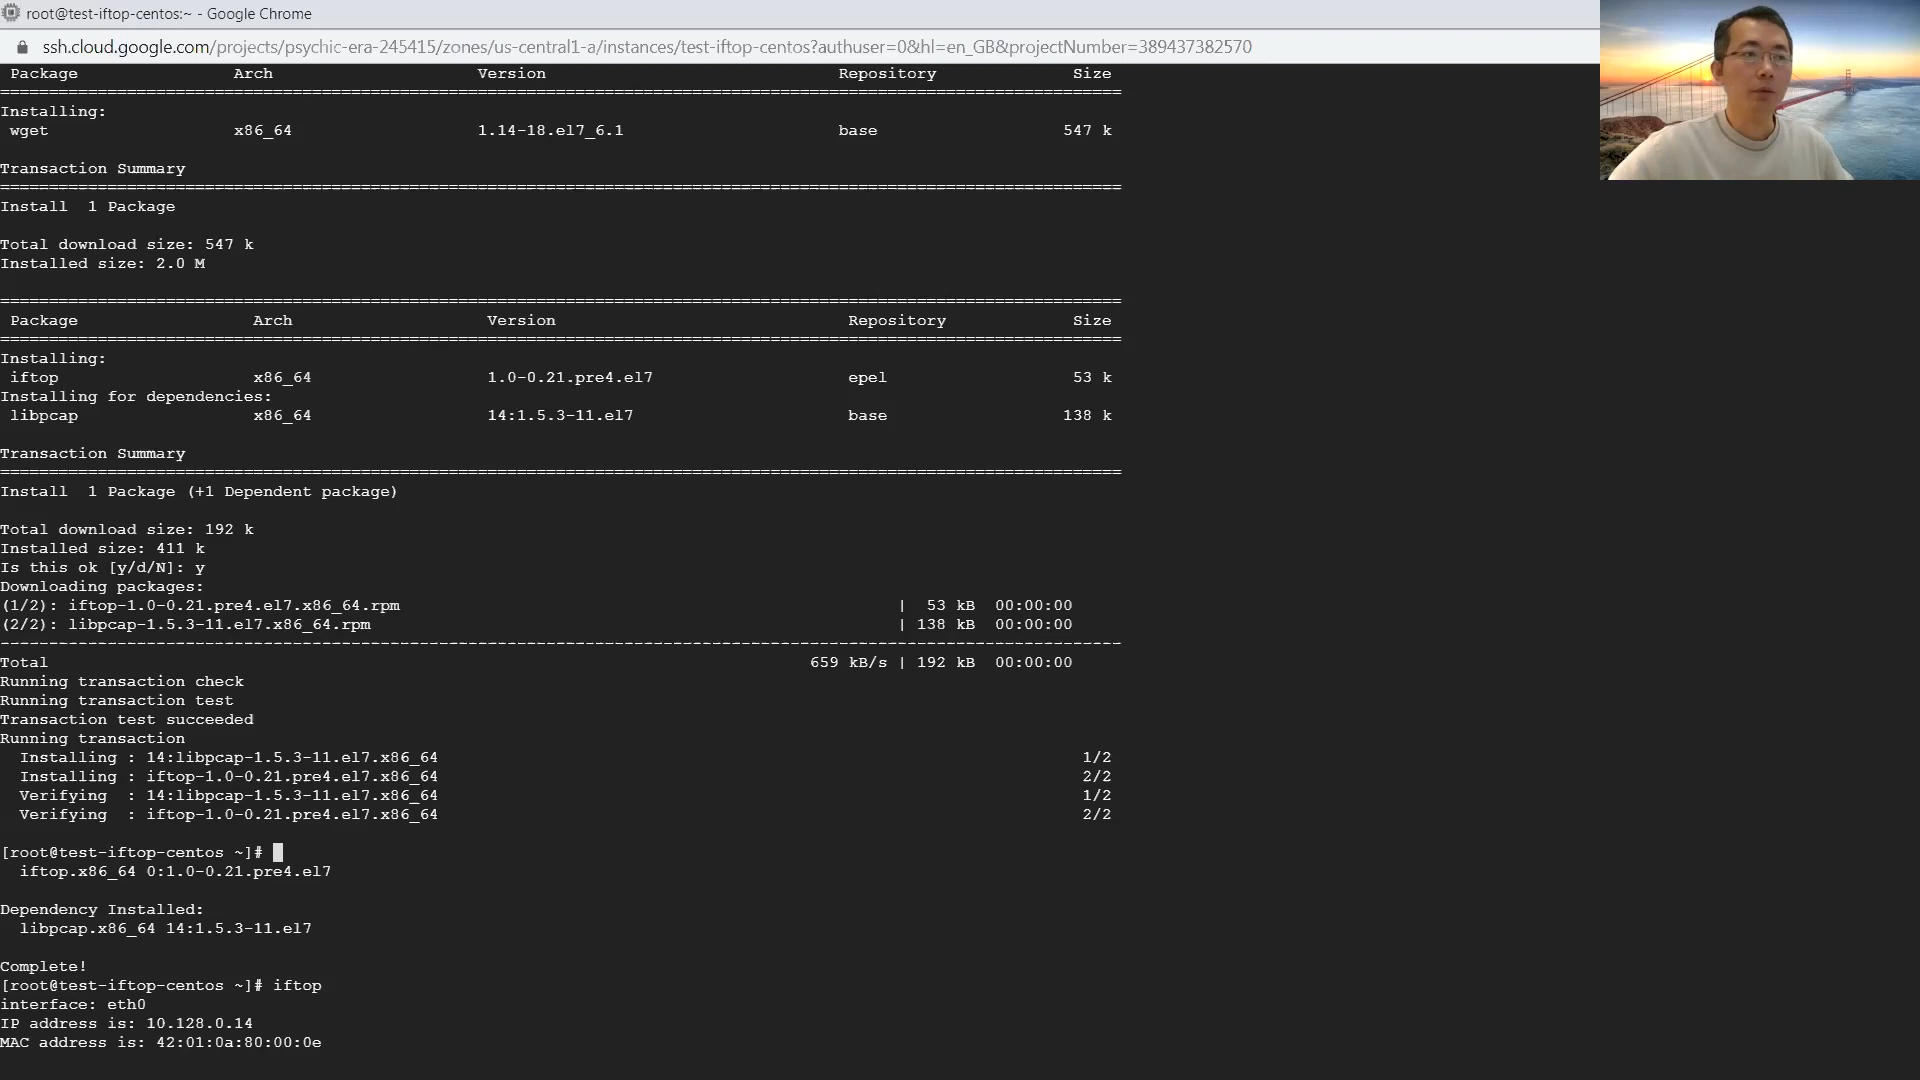 root@test-iftop-centos:~ - Google Chrome
ssh.cloud.google.com/projects/psychic-era-245415/zones/us-central1-a/instances/test-iftop-centos?authuser=0&hl=en_GB&projectNumber=389437382570
Package Arch Version Repository Size
================================================================================
Installing:
wget x86_64 1.14-18.el7_6.1 base 547 k
Transaction Summary
================================================================================
Install 1 Package
Total download size: 547 k
Installed size: 2.0 M
================================================================================
Package Arch Version Repository Size
================================================================================
Installing:
iftop x86_64 1.0-0.21.pre4.el7 epel 53 k
Installing for dependencies:
libpcap x86_64 14:1.5.3-11.el7 base 138 k
Transaction Summary
================================================================================
Install 1 Package (+1 Dependent package)
Total download size: 192 k
Installed size: 411 k
Is this ok [y/d/N]: y
Downloading packages:
(1/2): iftop-1.0-0.21.pre4.el7.x86_64.rpm | 53 kB 00:00:00
(2/2): libpcap-1.5.3-11.el7.x86_64.rpm | 138 kB 00:00:00
--------------------------------------------------------------------------------
Total 659 kB/s | 192 kB 00:00:00
Running transaction check
Running transaction test
Transaction test succeeded
Running transaction
Installing : 14:libpcap-1.5.3-11.el7.x86_64 1/2
Installing : iftop-1.0-0.21.pre4.el7.x86_64 2/2
Verifying : 14:libpcap-1.5.3-11.el7.x86_64 1/2
Verifying : iftop-1.0-0.21.pre4.el7.x86_64 2/2
[root@test-iftop-centos ~]#
iftop.x86_64 0:1.0-0.21.pre4.el7
Dependency Installed:
libpcap.x86_64 14:1.5.3-11.el7
Complete!
[root@test-iftop-centos ~]# iftop
interface: eth0
IP address is: 10.128.0.14
MAC address is: 42:01:0a:80:00:0e